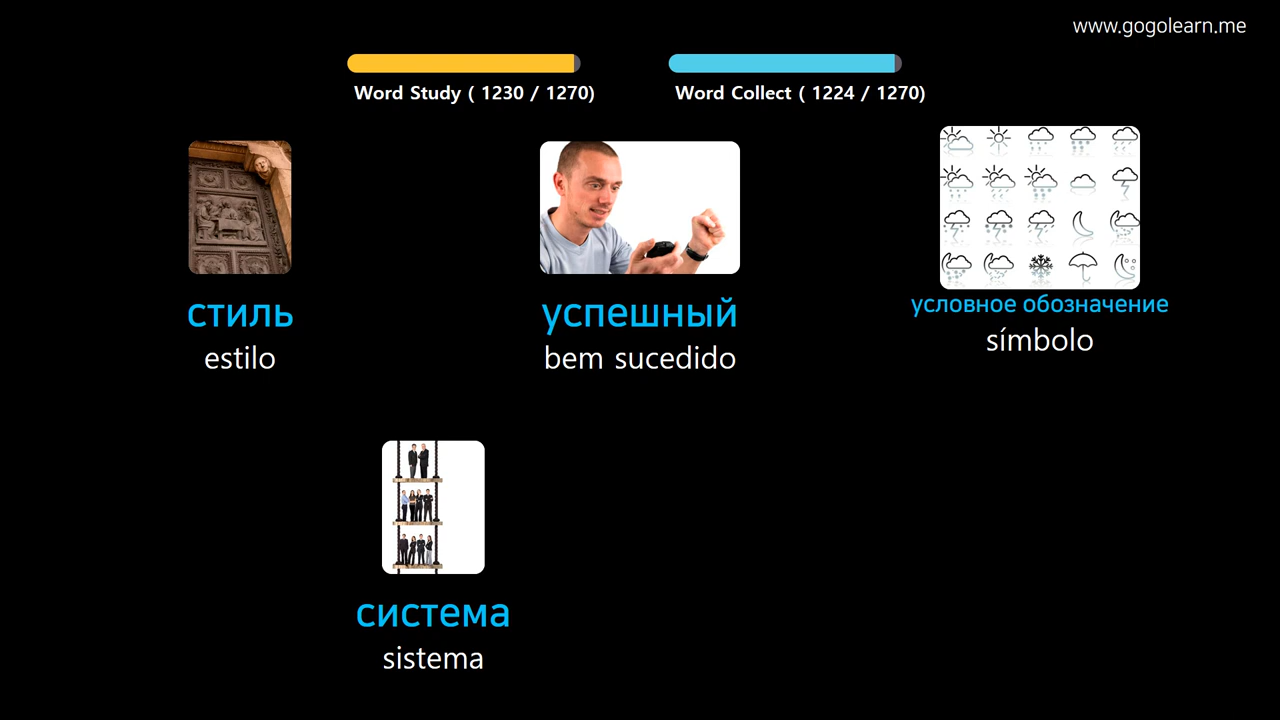 www.gogolearn.me
Word Study ( 1230 / 1270)
Word Collect ( 1224 / 1270)
стиль
estilo
успешный
bem sucedido
условное обозначение
símbolo
система
sistema